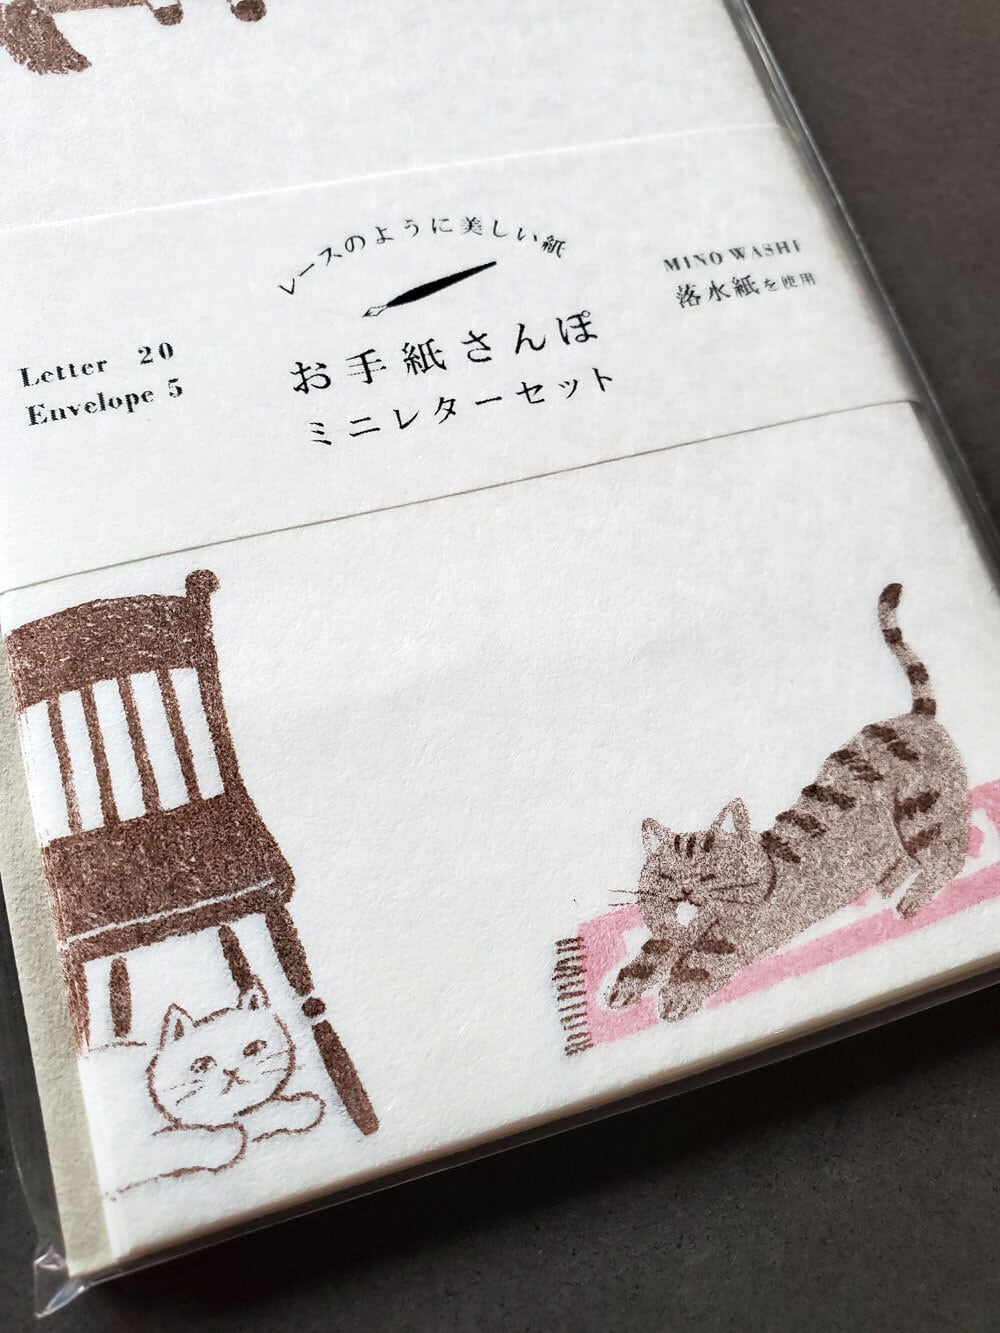 レースのように美しい紙
お手紙さんぽ
ミニレターセット
Letter 20
Envelope 5
MINO WASHI
落水紙を使用